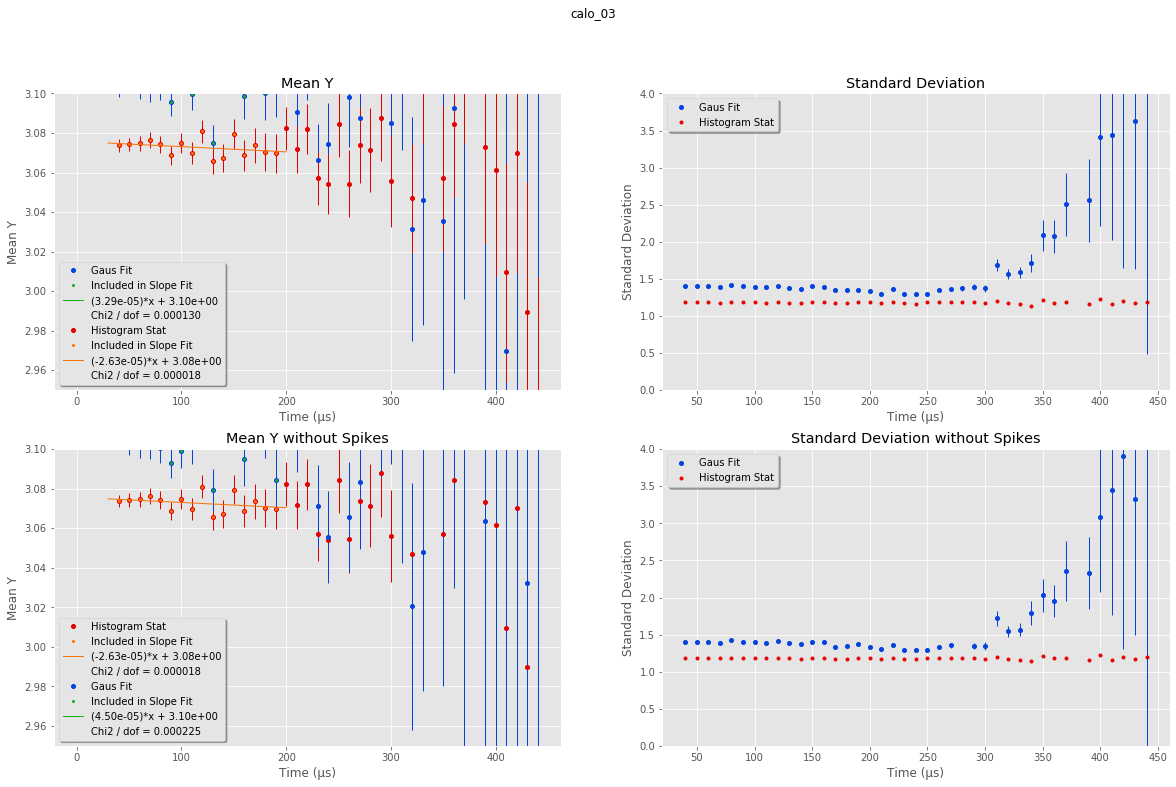 calo_03
Mean Y
Mean Y
3.10
3.08
3.06
3.04
3.02
3.00
2.98
2.96
Gaus Fit
Included in Slope Fit
(3.29e-05)*x + 3.10e+00
Chi2 / dof = 0.000130
Histogram Stat
Included in Slope Fit
(-2.63e-05)*x + 3.08e+00
Chi2 / dof = 0.000018
0 100 200 300 400
Time (μs)
Standard Deviation
Standard Deviation
4.0
3.5
3.0
2.5
2.0
1.5
1.0
0.5
0.0
Gaus Fit
Histogram Stat
50 100 150 200 250 300 350 400 450
Time (μs)
Mean Y without Spikes
Mean Y
3.10
3.08
3.06
3.04
3.02
3.00
2.98
2.96
Histogram Stat
Included in Slope Fit
(-2.63e-05)*x + 3.08e+00
Chi2 / dof = 0.000018
Gaus Fit
Included in Slope Fit
(4.50e-05)*x + 3.10e+00
Chi2 / dof = 0.000225
0 100 200 300 400
Time (μs)
Standard Deviation without Spikes
Standard Deviation
4.0
3.5
3.0
2.5
2.0
1.5
1.0
0.5
0.0
Gaus Fit
Histogram Stat
50 100 150 200 250 300 350 400 450
Time (μs)